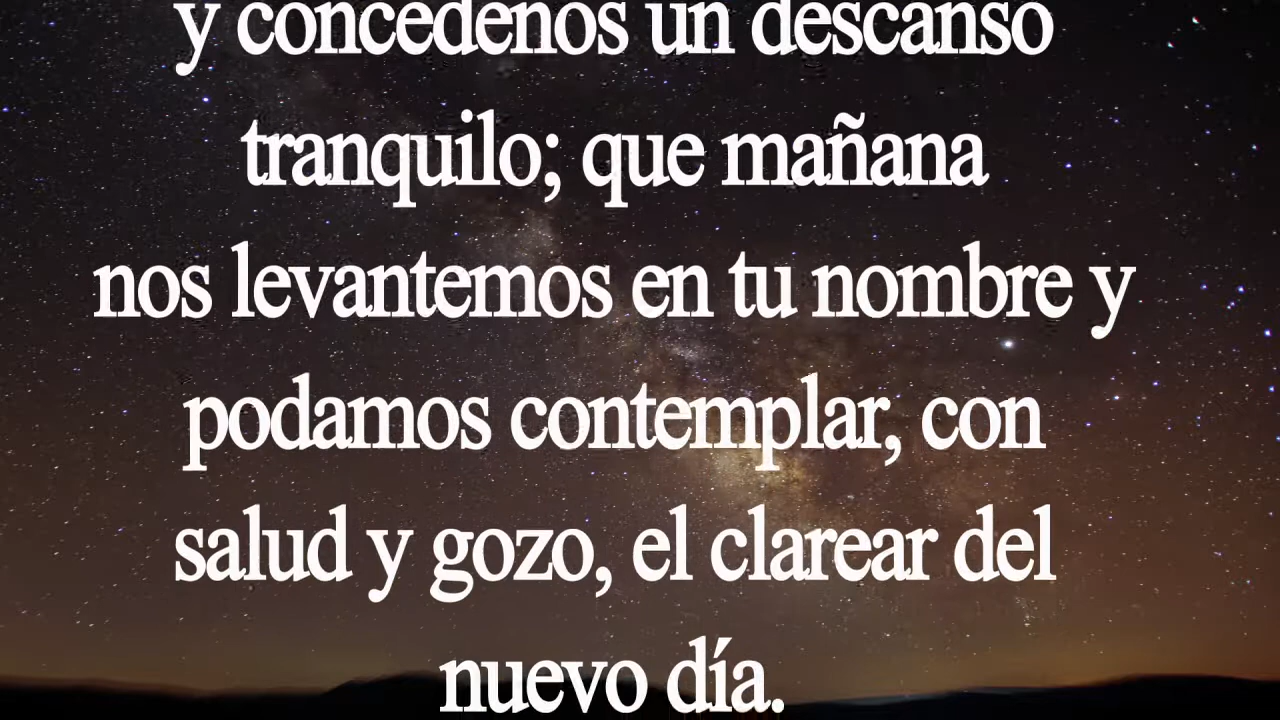 y concédenos un descanso
tranquilo; que mañana
nos levantemos en tu nombre y
podamos contemplar, con
salud y gozo, el clarear del
nuevo día.